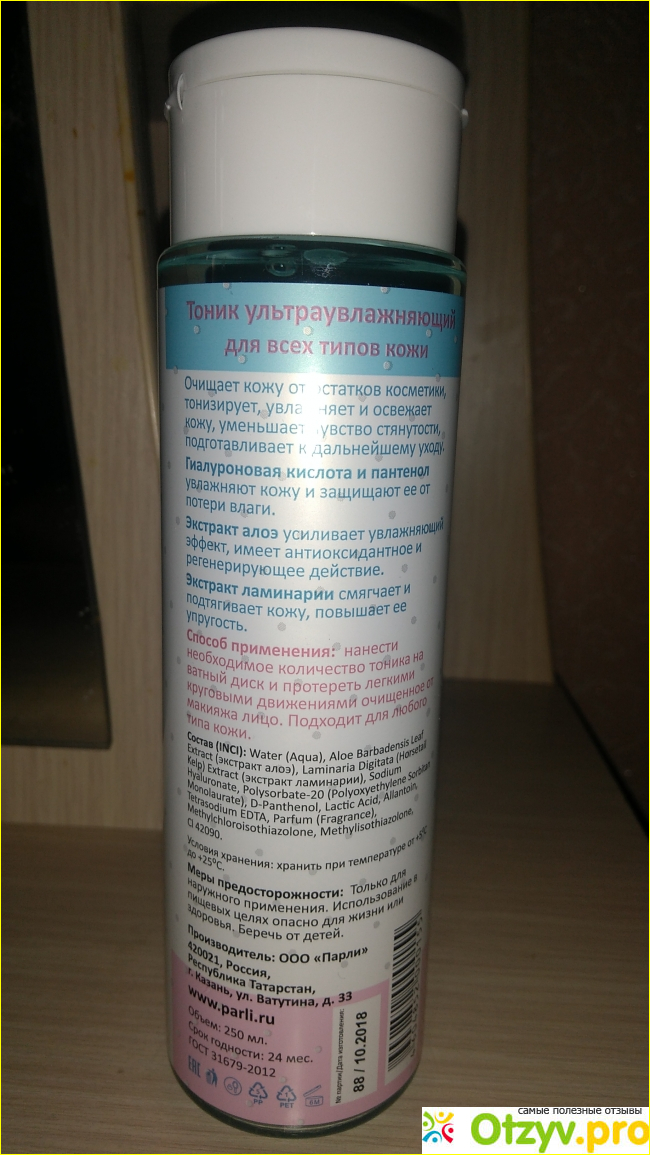 Тоник ультраувлажняющий
для всех типов кожи
Очищает кожу от остатков косметики,
тонизирует, увлажняет и освежает
кожу, уменьшает чувство стянутости,
подготавливает к дальнейшему уходу.
Гиалуроновая кислота и пантенол
увлажняют кожу и защищают ее от
потери влаги.
Экстракт алоэ усиливает увлажняющий
эффект, имеет антиоксидантное и
регенерирующее действие.
Экстракт ламинарии смягчает и
подтягивает кожу, повышает ее
упругость.
Способ применения: нанести
необходимое количество тоника на
ватный диск и протереть легкими
круговыми движениями очищенное от
макияжа лицо. Подходит для любого
типа кожи.
Состав (INCI): Water (Aqua), Aloe Barbadensis Leaf
Extract (экстракт алоэ), Laminaria Digitata (Horsetail
Kelp) Extract (экстракт ламинарии), Sodium
Hyaluronate, Polysorbate-20 (Polyoxyethylene Sorbitan
Monolaurate), D-Panthenol, Lactic Acid, Allantoin,
Tetrasodium EDTA, Parfum (Fragrance),
Methylchloroisothiazolone, Methylisothiazolone,
CI 42090.
Условия хранения: хранить при температуре от +5°С
до +25°С.
Меры предосторожности: Только для
наружного применения. Использование в
пищевых целях опасно для жизни или
здоровья. Беречь от детей.
Производитель: ООО «Парли»
420021, Россия,
Республика Татарстан,
г. Казань, ул. Ватутина, д. 33
www.parli.ru
Объем: 250 мл.
Срок годности: 24 мес.
ГОСТ 31679-2012
№ партии/Дата изготовления:
88 / 10.2018
EAC
PP
PET
6M
самые полезные отзывы
Otzyv.pro